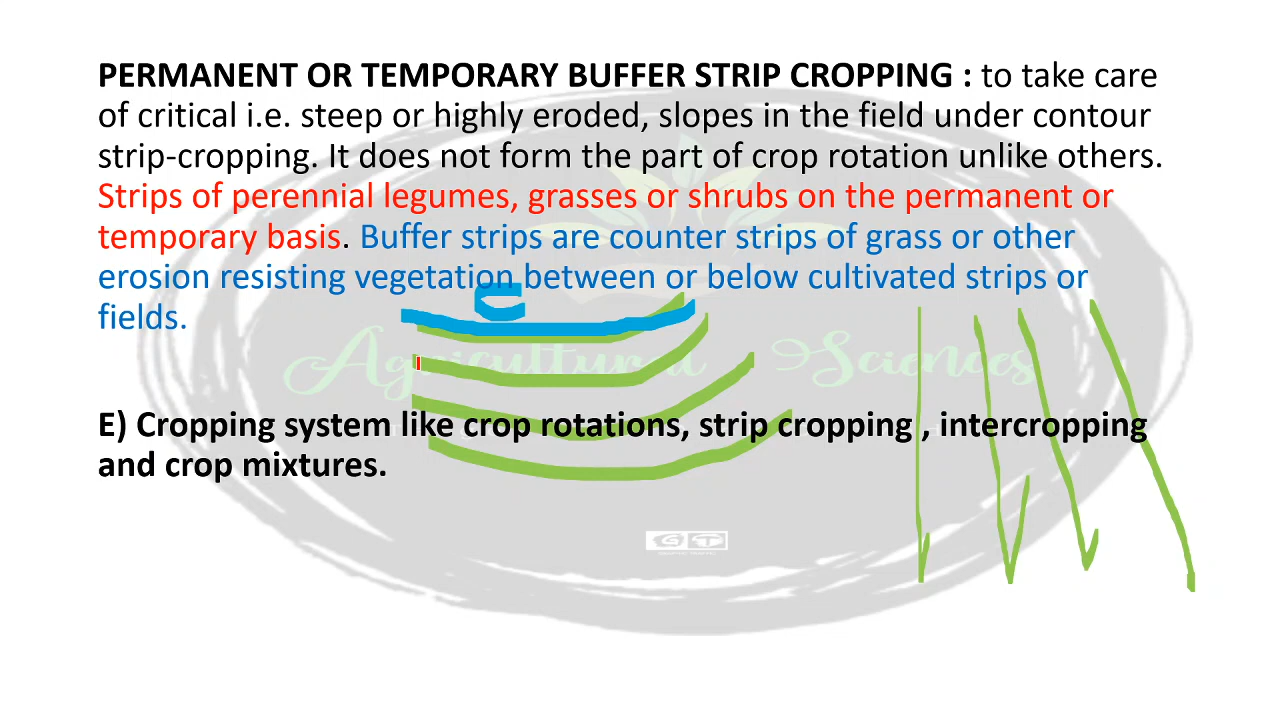 PERMANENT OR TEMPORARY BUFFER STRIP CROPPING : to take care
of critical i.e. steep or highly eroded, slopes in the field under contour
strip-cropping. It does not form the part of crop rotation unlike others.
Strips of perennial legumes, grasses or shrubs on the permanent or
temporary basis. Buffer strips are counter strips of grass or other
erosion resisting vegetation between or below cultivated strips or
fields.
C
Agricultural Sciences
E) Cropping system like crop rotations, strip cropping , intercropping
and crop mixtures.
G T